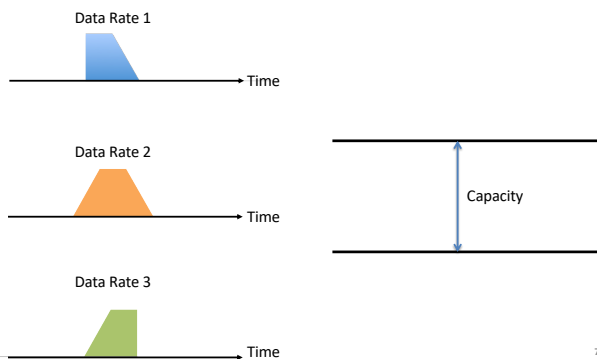 Data Rate 1
Time
Data Rate 2
Time
Data Rate 3
Time
Capacity